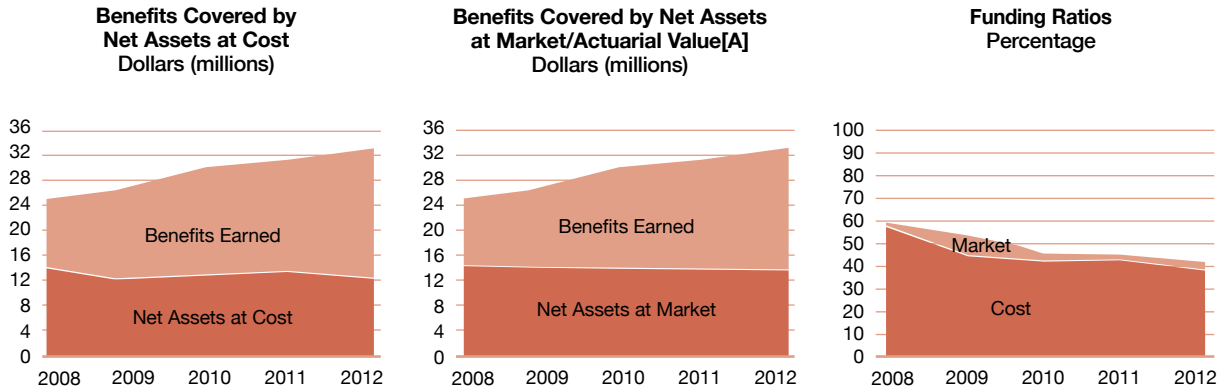 Benefits Covered by
Net Assets at Cost
Dollars (millions)
36
32
28
24
20
16
12
8
4
0
Benefits Earned
Net Assets at Cost
2008 2009 2010 2011 2012
Benefits Covered by Net Assets
at Market/Actuarial Value[A]
Dollars (millions)
36
32
28
24
20
16
12
8
4
0
Benefits Earned
Net Assets at Market
2008 2009 2010 2011 2012
Funding Ratios
Percentage
100
90
80
70
60
50
40
30
20
10
0
Market
Cost
2008 2009 2010 2011 2012